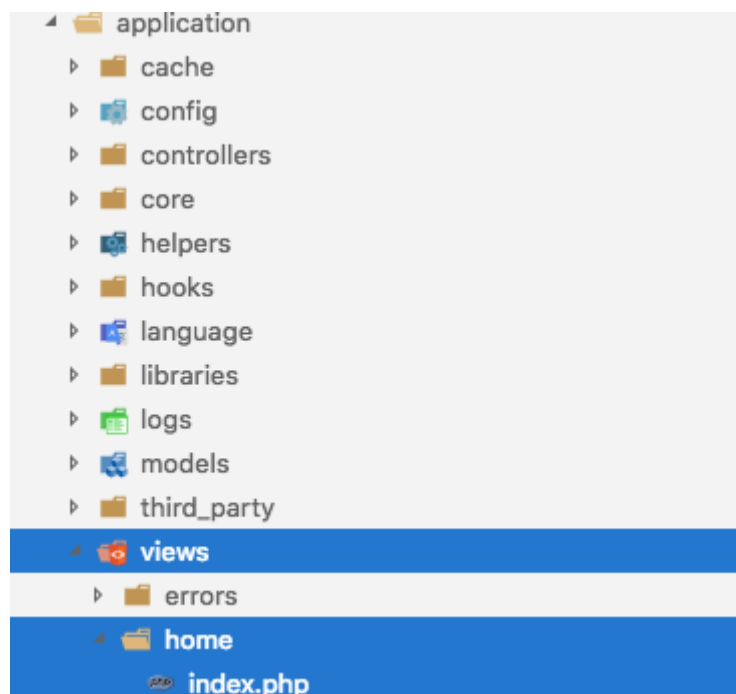 application
cache
config
controllers
core
helpers
hooks
language
libraries
logs
models
third_party
views
errors
home
index.php